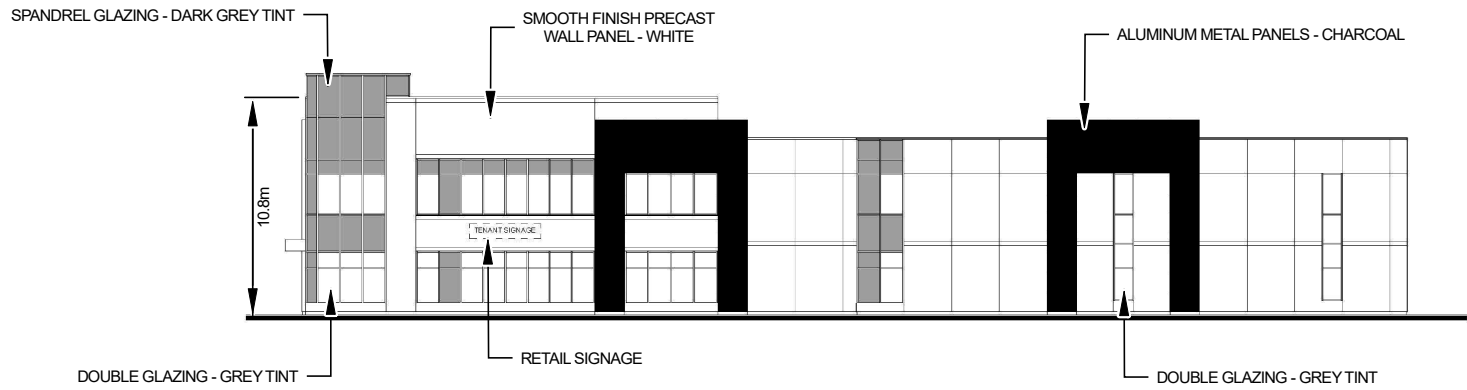 SPANDREL GLAZING - DARK GREY TINT
SMOOTH FINISH PRECAST
WALL PANEL - WHITE
ALUMINUM METAL PANELS - CHARCOAL
10.8m
TENANT SIGNAGE
RETAIL SIGNAGE
DOUBLE GLAZING - GREY TINT
DOUBLE GLAZING - GREY TINT